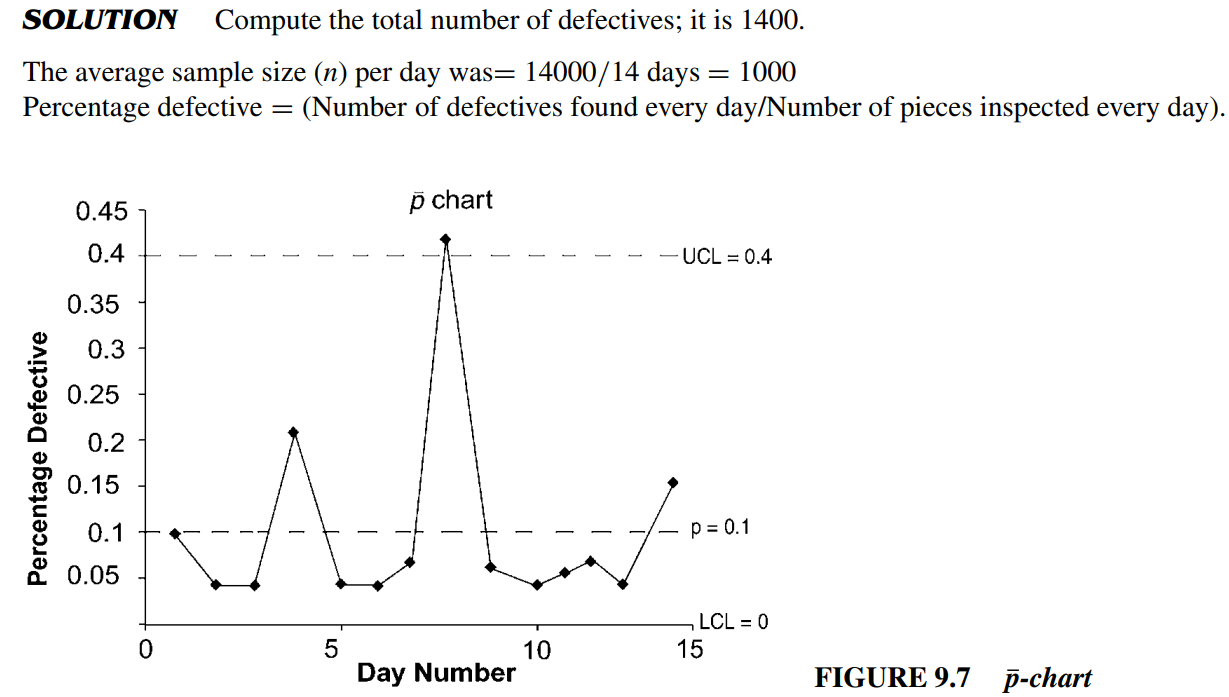 SOLUTION Compute the total number of defectives; it is 1400.
The average sample size (n) per day was= 14000/14 days = 1000
Percentage defective = (Number of defectives found every day/Number of pieces inspected every day).
p̄ chart
0.45
0.4
UCL = 0.4
0.35
0.3
0.25
0.2
0.15
0.1
p = 0.1
0.05
LCL = 0
Percentage Defective
0 5 10 15
Day Number
FIGURE 9.7 p̄-chart